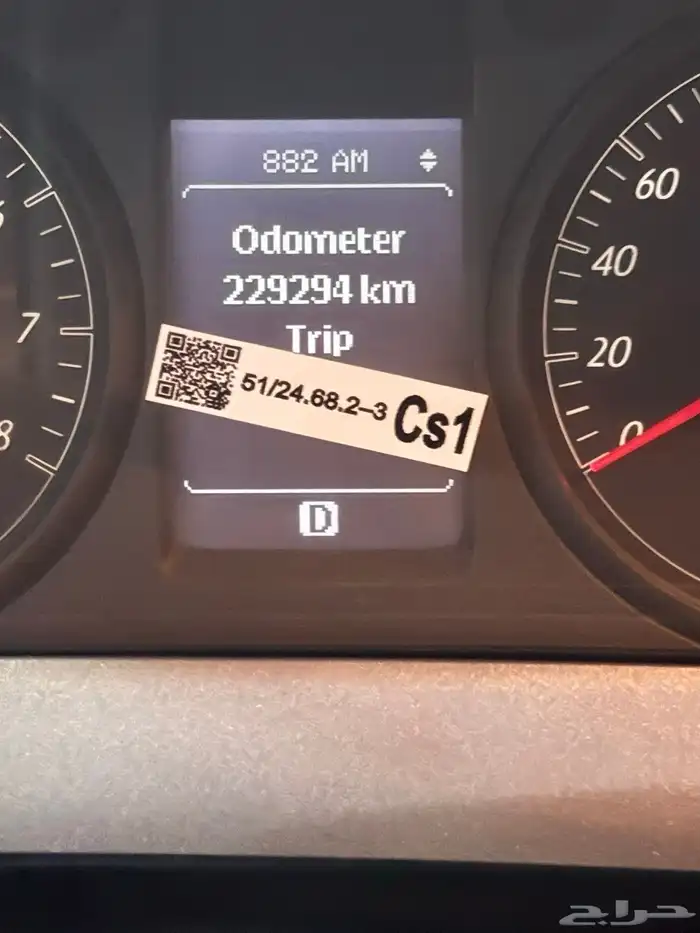 882 AM
Odometer
229294 km
Trip
51/24.68.2-3 Cs1
D
7
8
60
40
20
0
حراج